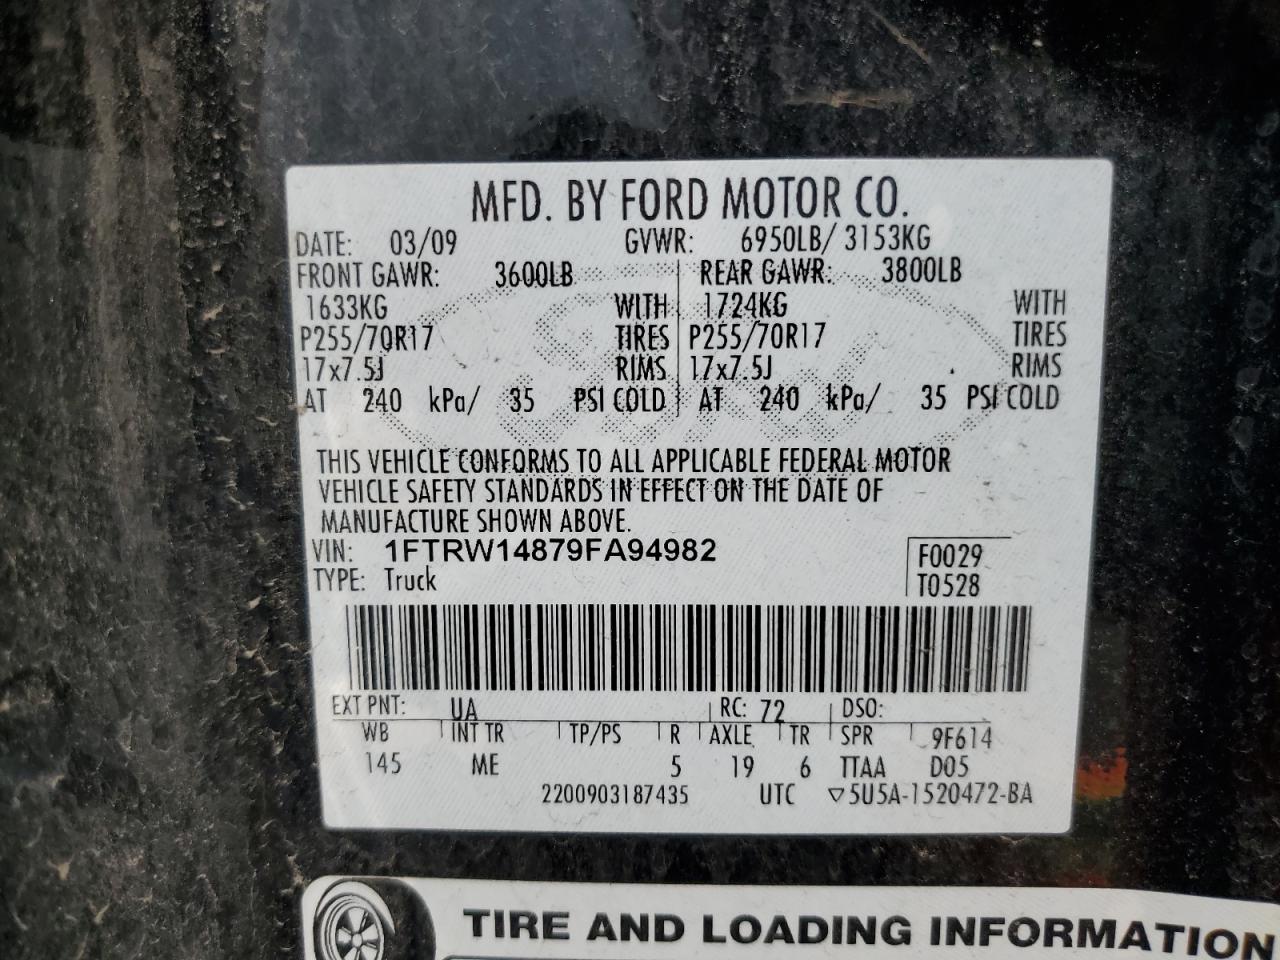 MFD. BY FORD MOTOR CO.
DATE: 03/09 GVWR: 6950LB/ 3153KG
FRONT GAWR: 3600LB REAR GAWR: 3800LB
1633KG WITH 1724KG WITH
P255/70R17 TIRES P255/70R17 TIRES
17x7.5J RIMS 17x7.5J RIMS
AT 240 kPa/ 35 PSI COLD AT 240 kPa/ 35 PSI COLD
THIS VEHICLE CONFORMS TO ALL APPLICABLE FEDERAL MOTOR
VEHICLE SAFETY STANDARDS IN EFFECT ON THE DATE OF
MANUFACTURE SHOWN ABOVE.
VIN: 1FTRW14879FA94982 F0029
TYPE: Truck T0528
EXT PNT: UA RC: 72 DSO:
WB INT TR TP/PS R AXLE TR SPR 9F614
145 ME 5 19 6 TTAA D05
2200903187435 UTC ▽5U5A-1520472-BA
TIRE AND LOADING INFORMATION